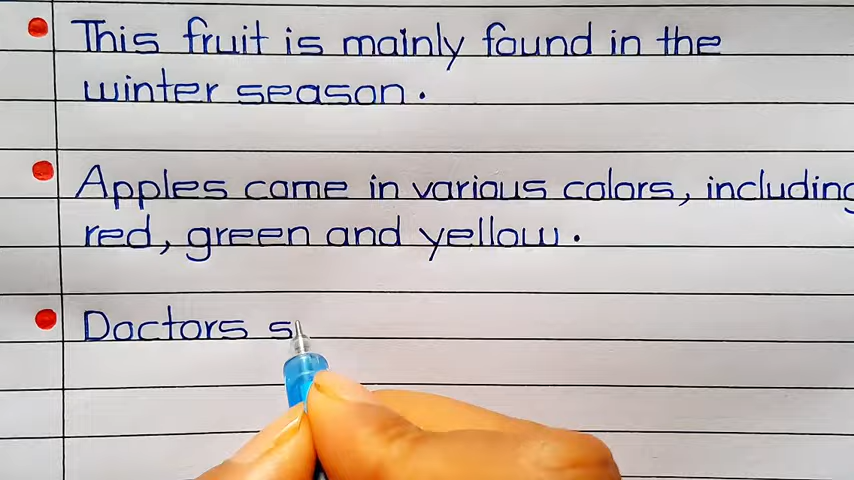 This fruit is mainly found in the
winter season.
Apples come in various colors, including
red, green and yellow.
Doctors s